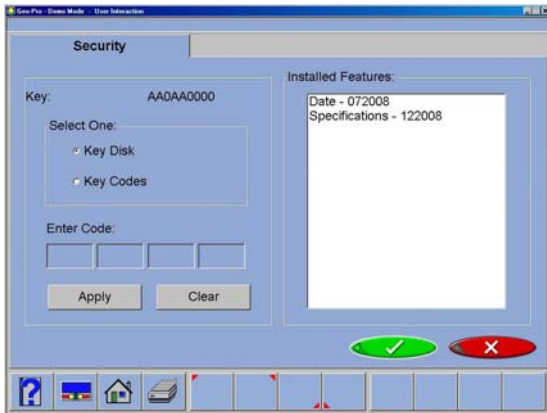 Geo-Pro - Demo Mode - User Interaction
Security
Key: AA0AA0000
Select One:
Key Disk
Key Codes
Enter Code:
Apply
Clear
Installed Features:
Date - 072008
Specifications - 122008
?